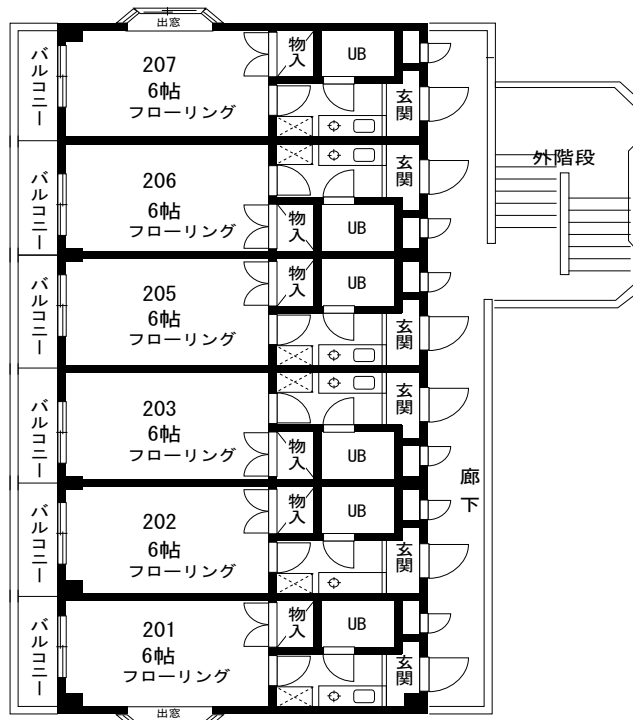 出窓
バルコニー
207
6帖
フローリング
物入
UB
玄関
バルコニー
206
6帖
フローリング
物入
UB
玄関
外階段
バルコニー
205
6帖
フローリング
物入
UB
玄関
バルコニー
203
6帖
フローリング
物入
UB
玄関
廊下
バルコニー
202
6帖
フローリング
物入
UB
玄関
バルコニー
201
6帖
フローリング
物入
UB
玄関
出窓